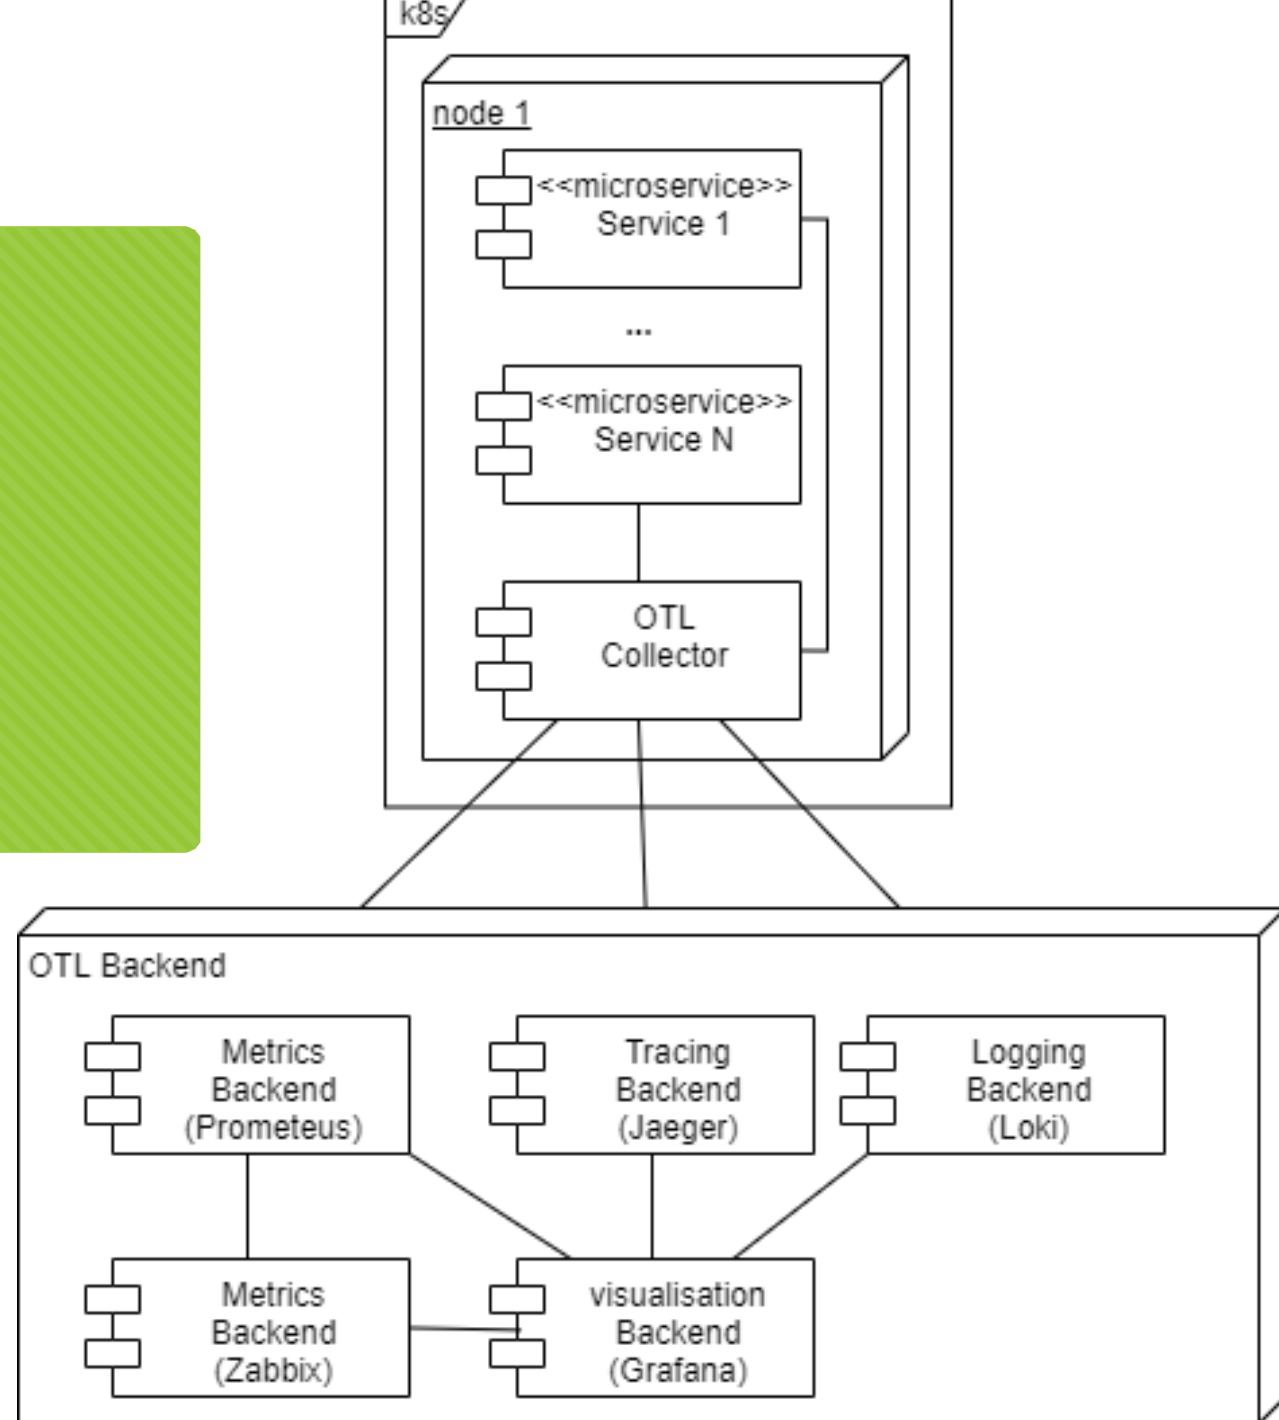 k8s
node 1
<<microservice>>
Service 1
...
<<microservice>>
Service N
OTL
Collector
OTL Backend
Metrics
Backend
(Prometeus)
Tracing
Backend
(Jaeger)
Logging
Backend
(Loki)
Metrics
Backend
(Zabbix)
visualisation
Backend
(Grafana)